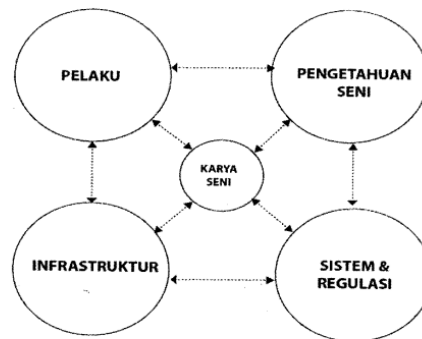 PELAKU
PENGETAHUAN
SENI
KARYA
SENI
INFRASTRUKTUR
SISTEM &
REGULASI